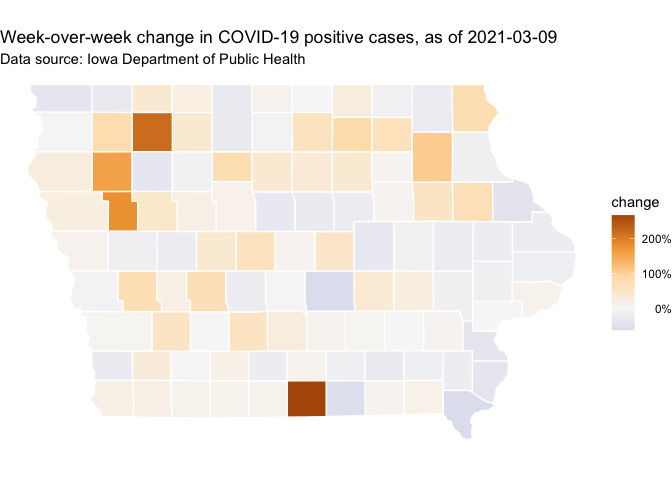 Week-over-week change in COVID-19 positive cases, as of 2021-03-09
Data source: Iowa Department of Public Health
change
200%
100%
0%